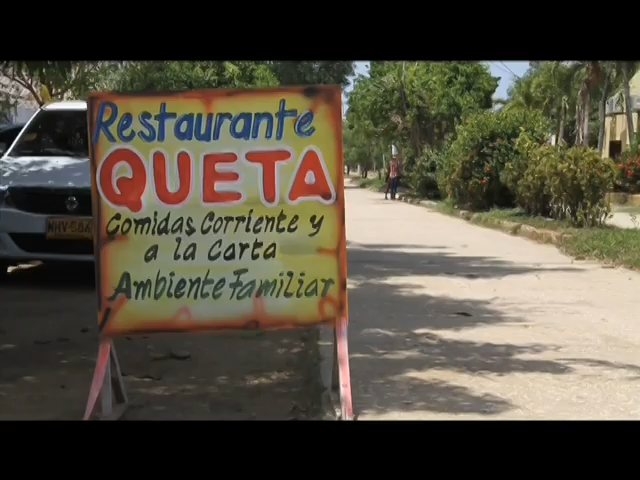 Restaurante
QUETA
Comidas Corriente y
a la Carta
Ambiente Familiar